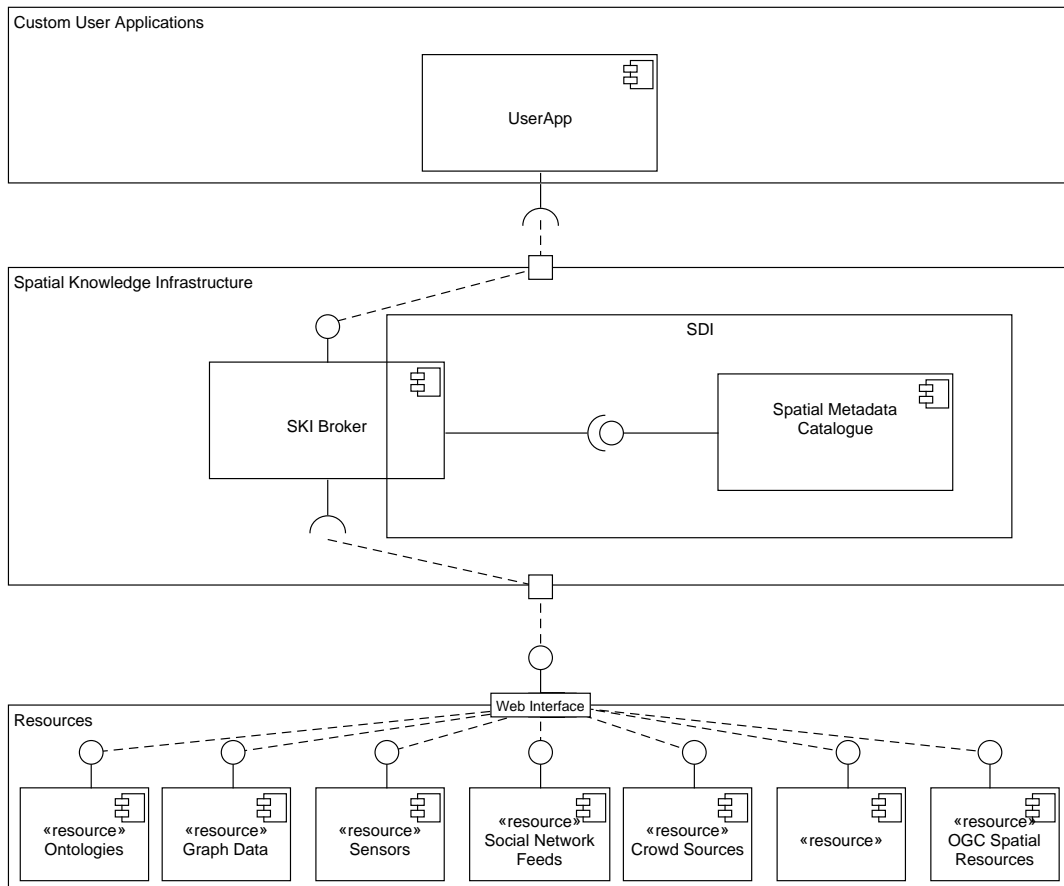 Custom User Applications
UserApp
Spatial Knowledge Infrastructure
SDI
SKI Broker
Spatial Metadata
Catalogue
Web Interface
Resources
«resource»
Ontologies
«resource»
Graph Data
«resource»
Sensors
«resource»
Social Network
Feeds
«resource»
Crowd Sources
«resource»
«resource»
OGC Spatial
Resources